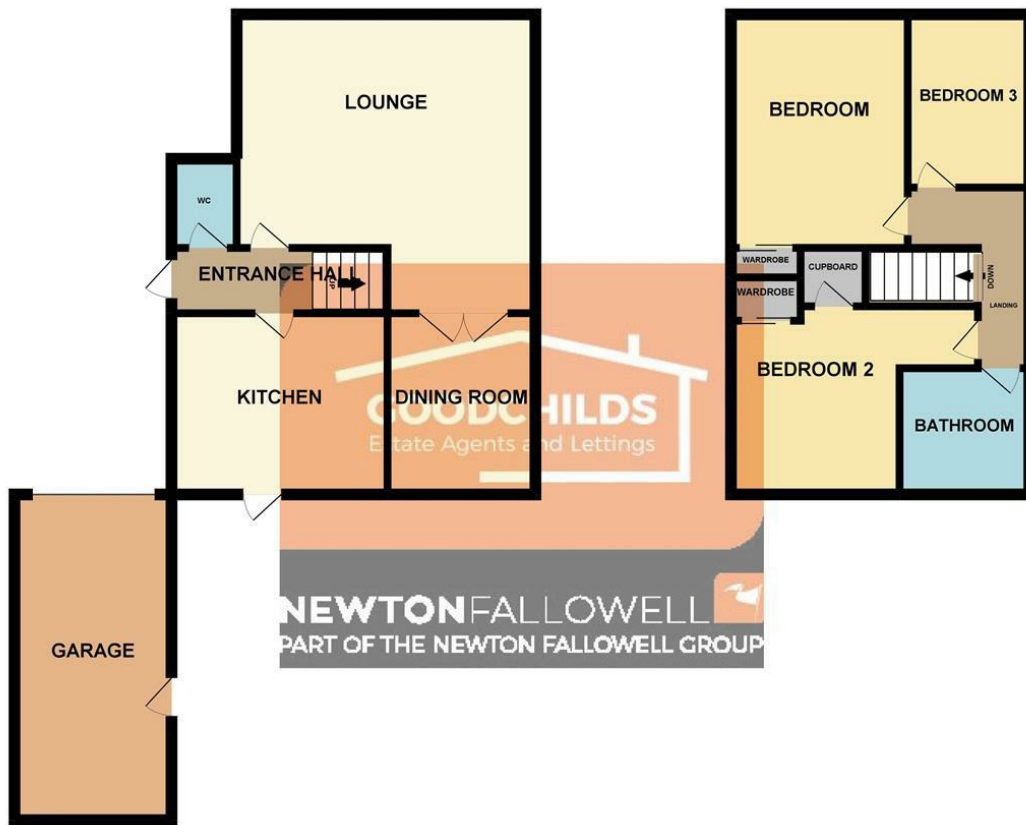 LOUNGE
WC
ENTRANCE HALL
UP
KITCHEN
DINING ROOM
GARAGE
BEDROOM
BEDROOM 3
WARDROBE
CUPBOARD
WARDROBE
DOWN
LANDING
BEDROOM 2
BATHROOM
GOODCHILDS
Estate Agents and Lettings
NEWTONFALLOWELL
PART OF THE NEWTON FALLOWELL GROUP